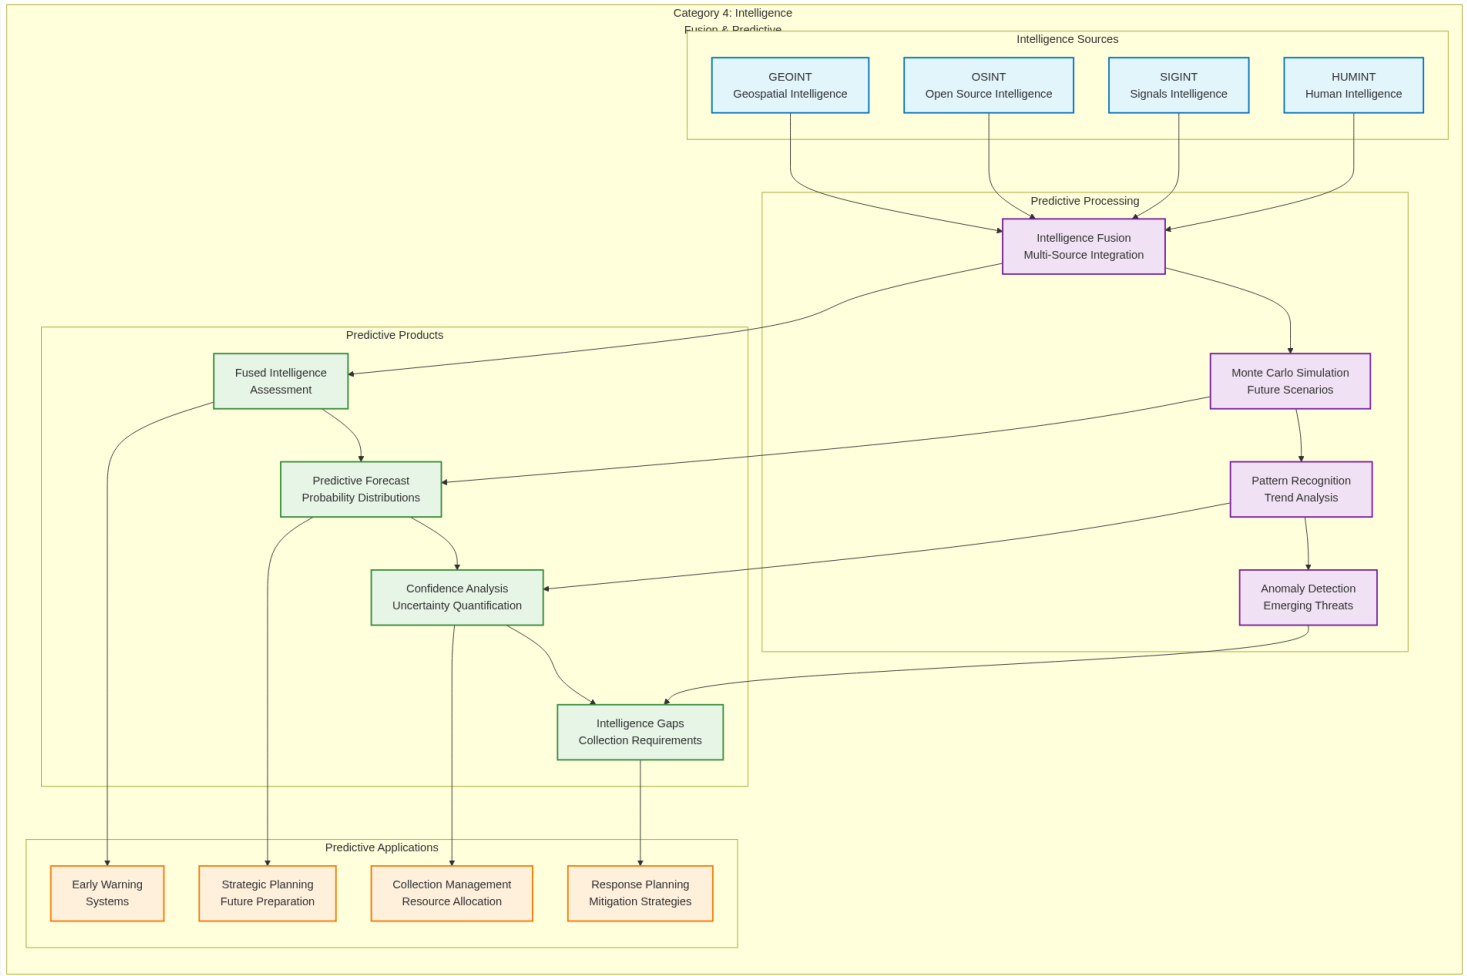 Category 4: Intelligence
Fusion & Predictive
Intelligence Sources
GEOINT
Geospatial Intelligence
OSINT
Open Source Intelligence
SIGINT
Signals Intelligence
HUMINT
Human Intelligence
Predictive Processing
Intelligence Fusion
Multi-Source Integration
Predictive Products
Fused Intelligence
Assessment
Monte Carlo Simulation
Future Scenarios
Predictive Forecast
Probability Distributions
Pattern Recognition
Trend Analysis
Confidence Analysis
Uncertainty Quantification
Anomaly Detection
Emerging Threats
Intelligence Gaps
Collection Requirements
Predictive Applications
Early Warning
Systems
Strategic Planning
Future Preparation
Collection Management
Resource Allocation
Response Planning
Mitigation Strategies